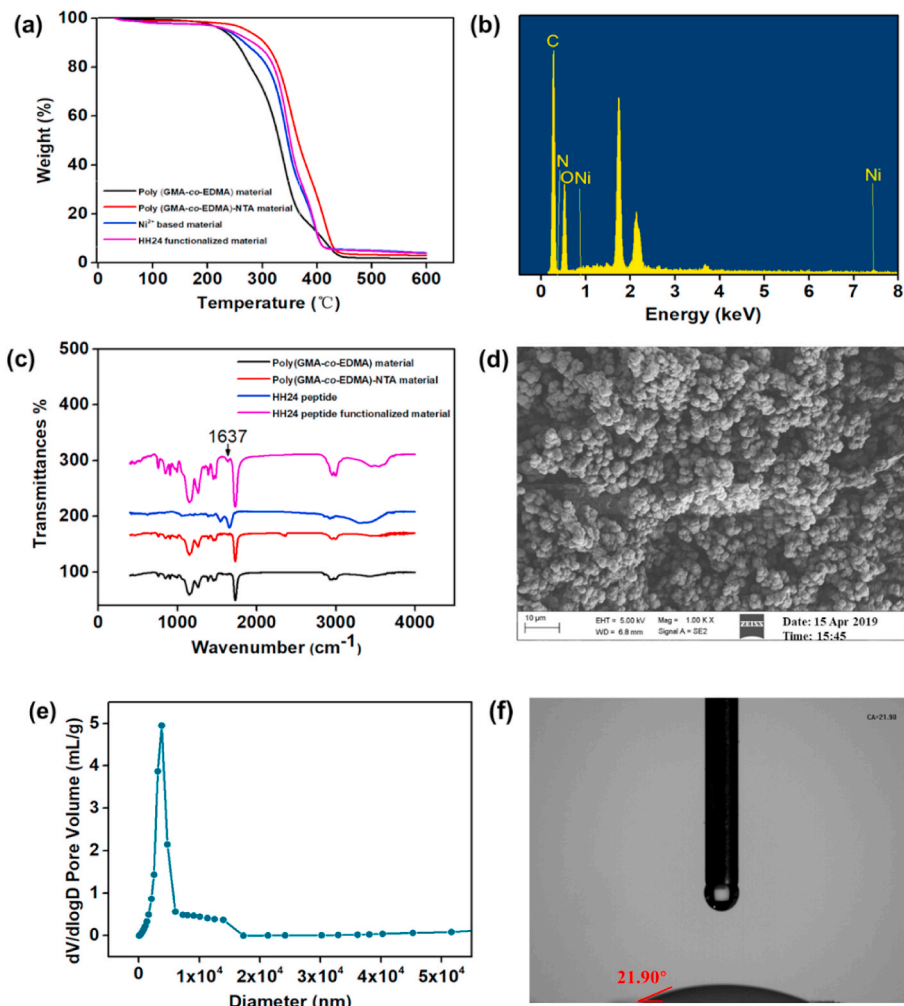 (a)
100
80
60
40
20
0
Weight (%)
Poly (GMA-co-EDMA) material
Poly (GMA-co-EDMA)-NTA material
Ni²⁺ based material
HH24 functionalized material
0 100 200 300 400 500 600
Temperature (℃)
(b)
C
N
O Ni
Ni
0 1 2 3 4 5 6 7 8
Energy (keV)
(c)
500
400
300
200
100
Transmittances %
Poly(GMA-co-EDMA) material
Poly(GMA-co-EDMA)-NTA material
HH24 peptide
HH24 peptide functionalized material
1637
0 1000 2000 3000 4000
Wavenumber (cm⁻¹)
(d)
10 µm
EHT = 5.00 kV
WD = 6.8 mm
Mag = 1.00 K X
Signal A = SE2
ZEISS
Date: 15 Apr 2019
Time: 15:45
(e)
5
4
3
2
1
0
dV/dlogD Pore Volume (mL/g)
0 1x10⁴ 2x10⁴ 3x10⁴ 4x10⁴ 5x10⁴
Diameter (nm)
(f)
CA=21.90
21.90°